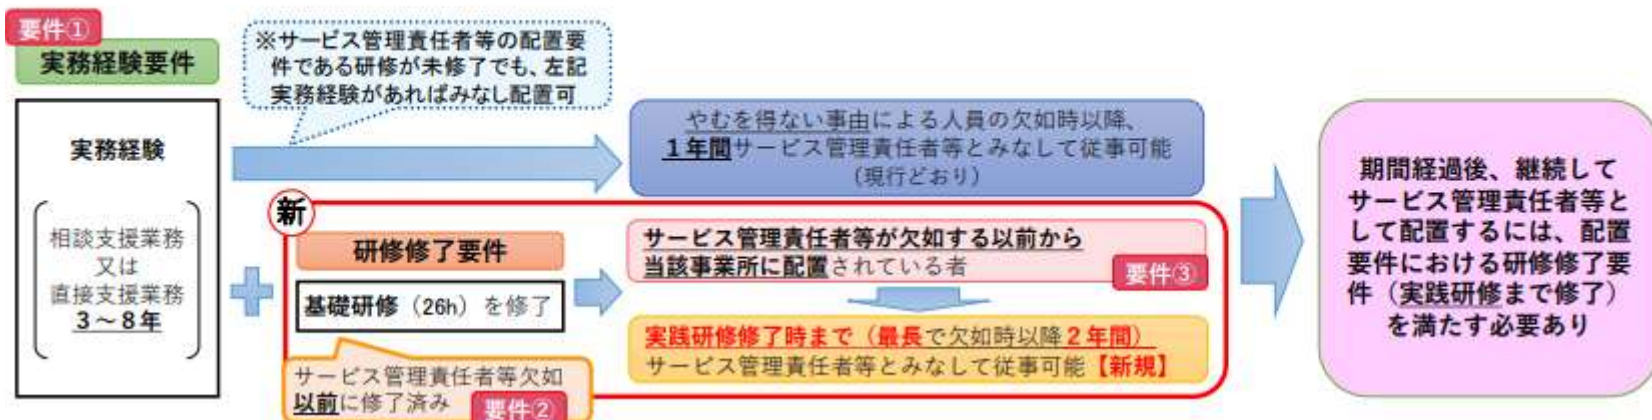 要件①
実務経験要件
実務経験
相談支援業務
又は
直接支援業務
3～8年
※サービス管理責任者等の配置要
件である研修が未修了でも、左記
実務経験があればみなし配置可
やむを得ない事由による人員の欠如時以降、
1年間サービス管理責任者等とみなして従事可能
(現行どおり)
新
研修修了要件
基礎研修（26h）を修了
サービス管理責任者等欠如
以前に修了済み
要件②
サービス管理責任者等が欠如する以前から
当該事業所に配置されている者
要件③
実践研修修了時まで（最長で欠如時以降2年間）
サービス管理責任者等とみなして従事可能【新規】
期間経過後、継続して
サービス管理責任者等と
して配置するには、配置
要件における研修修了要
件（実践研修まで修了）
を満たす必要あり